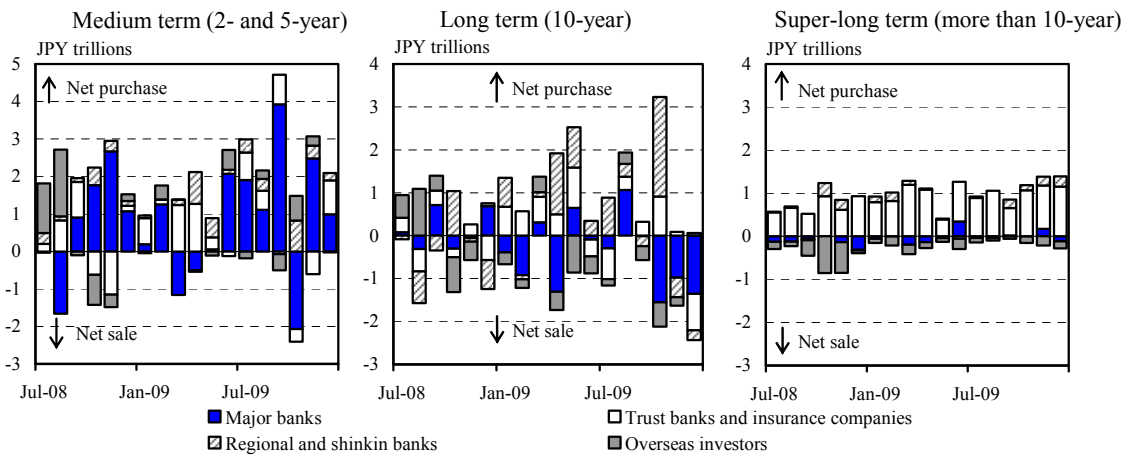 Medium term (2- and 5-year)
JPY trillions
5
4
3
2
1
0
-1
-2
-3
Net purchase
Net sale
Jul-08
Jan-09
Jul-09
Long term (10-year)
JPY trillions
4
3
2
1
0
-1
-2
-3
Net purchase
Net sale
Jul-08
Jan-09
Jul-09
Super-long term (more than 10-year)
JPY trillions
4
3
2
1
0
-1
-2
-3
Net purchase
Net sale
Jul-08
Jan-09
Jul-09
Major banks
Trust banks and insurance companies
Regional and shinkin banks
Overseas investors